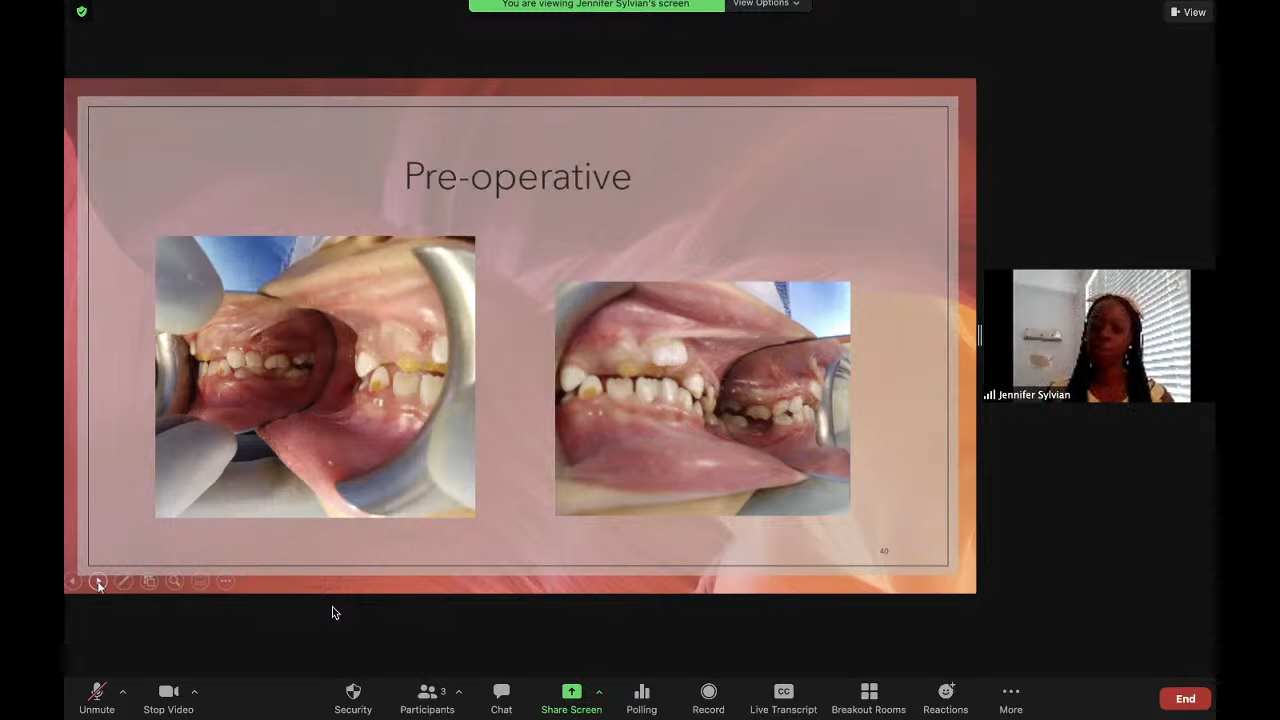 You are viewing Jennifer Sylvian's screen
View Options
View
Pre-operative
Jennifer Sylvian
40
Unmute
Stop Video
Security
3
Participants
Chat
Share Screen
Polling
Record
CC
Live Transcript
Breakout Rooms
Reactions
More
End